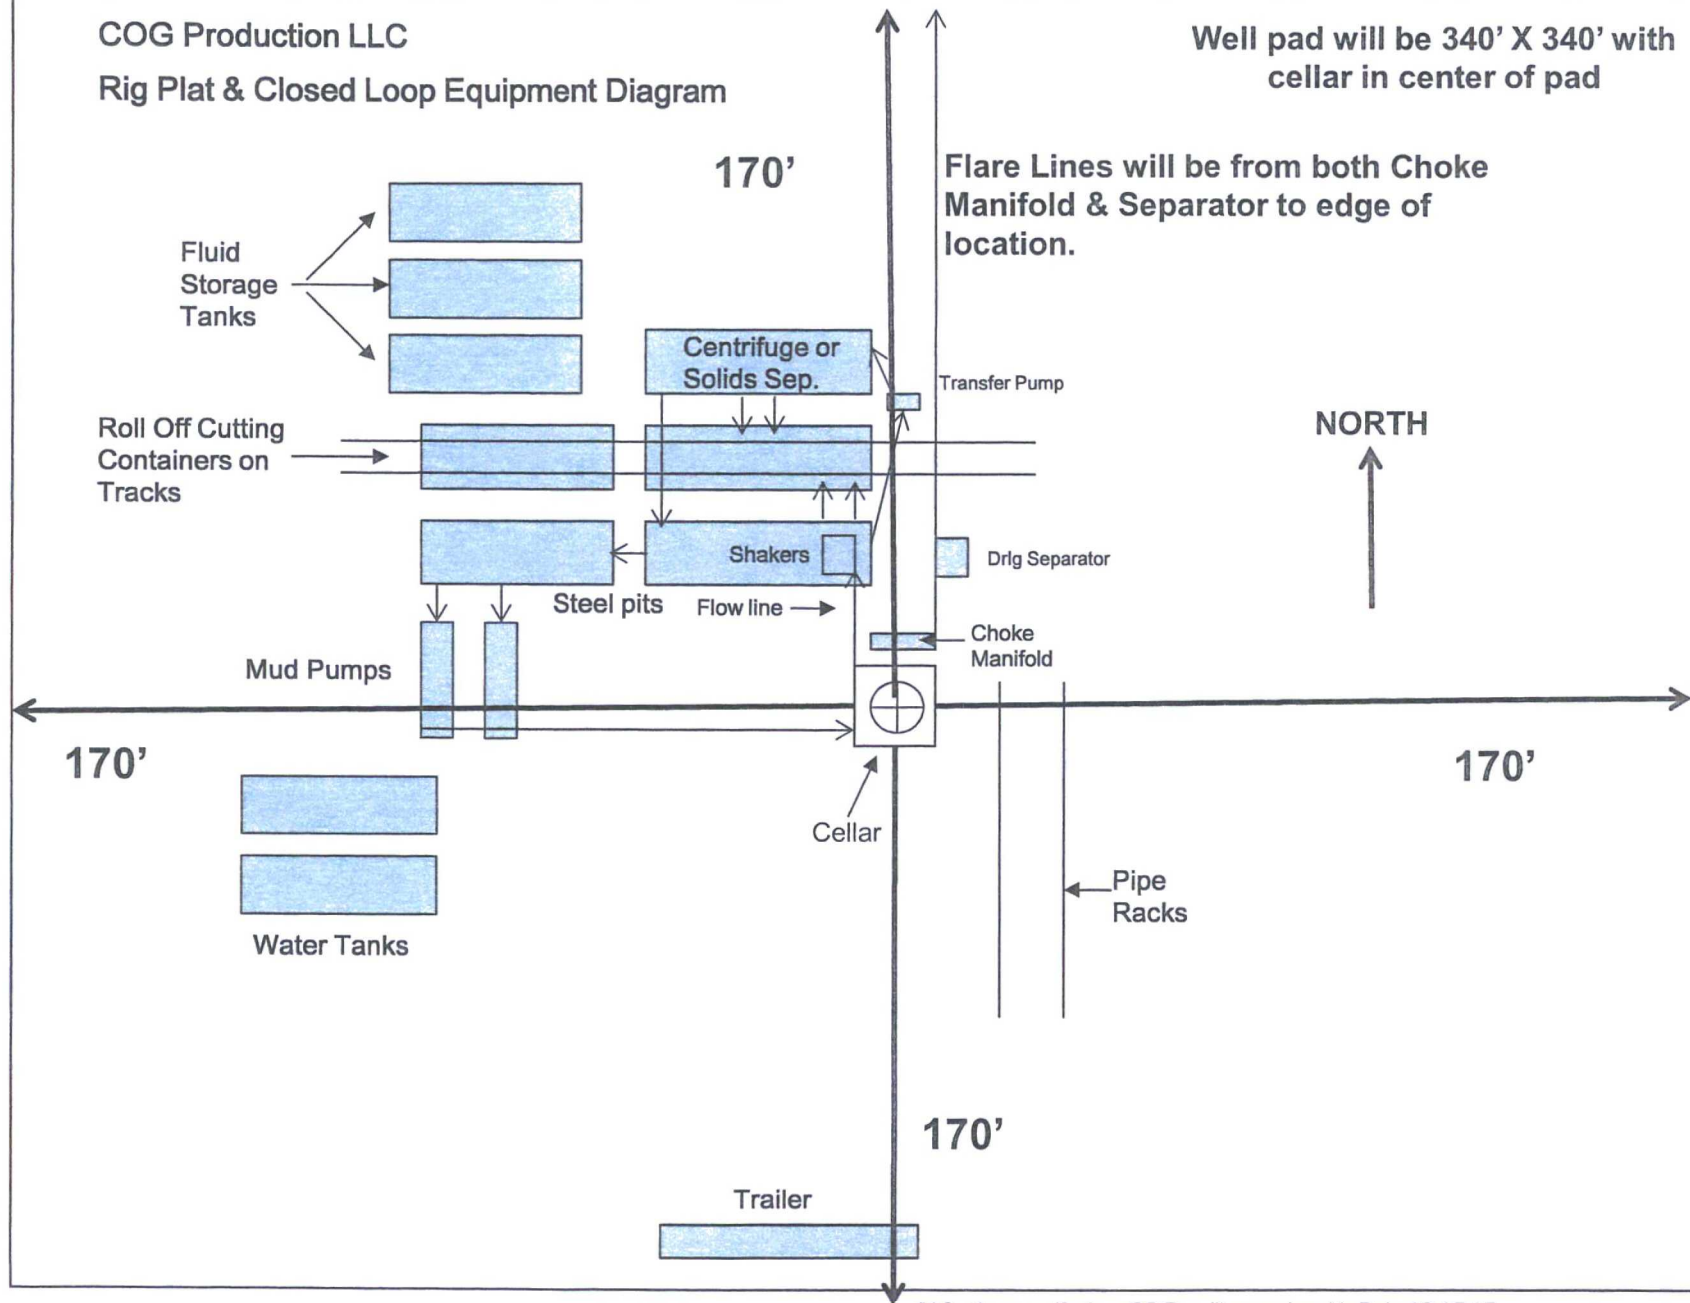 COG Production LLC
Rig Plat & Closed Loop Equipment Diagram
Well pad will be 340' X 340' with
cellar in center of pad
170'
Flare Lines will be from both Choke
Manifold & Separator to edge of
location.
Fluid
Storage
Tanks
Centrifuge or
Solids Sep.
Transfer Pump
Roll Off Cutting
Containers on
Tracks
NORTH
Shakers
Drlg Separator
Steel pits
Flow line
Choke
Manifold
Mud Pumps
170'
170'
Cellar
Pipe
Racks
Water Tanks
170'
Trailer